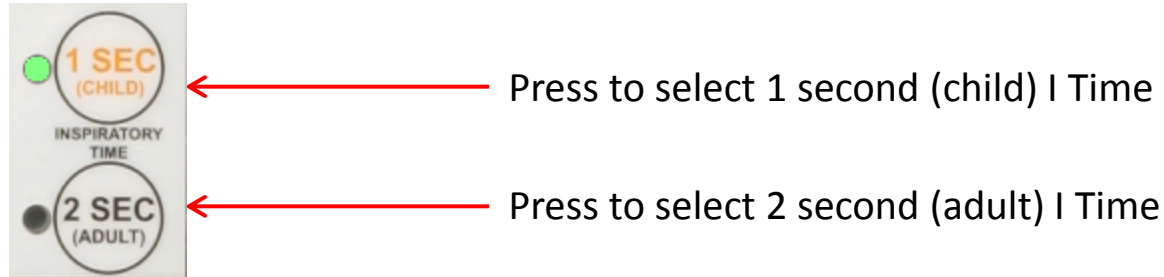 1 SEC
(CHILD)
Press to select 1 second (child) I Time
INSPIRATORY
TIME
2 SEC
(ADULT)
Press to select 2 second (adult) I Time